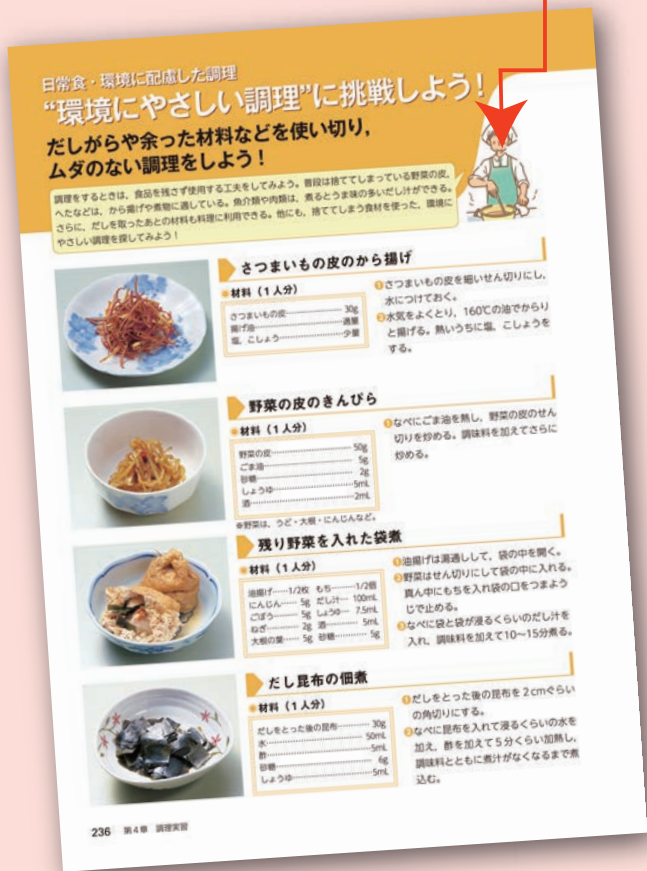 日常食・環境に配慮した調理
“環境にやさしい調理”に挑戦しよう！
だしがらや余った材料などを使い切り，
ムダのない調理をしよう！
調理をするときは，食品を残さず使用する工夫をしてみよう。普段は捨ててしまっている野菜の皮，
へたなどは，から揚げや煮物に適している。魚介類や肉類は，煮るとうま味の多いだし汁ができる。
さらに，だしを取ったあとの材料も料理に利用できる。他にも，捨ててしまう食材を使った，環境に
やさしい調理を探してみよう！
さつまいもの皮のから揚げ
材料（1人分）
さつまいもの皮 30g
揚げ油 適量
塩，こしょう 少量
❶さつまいもの皮を細いせん切りにし，
水につけておく。
❷水気をよくとり，160℃の油でからり
と揚げる。熱いうちに塩，こしょうを
する。
野菜の皮のきんぴら
材料（1人分）
野菜の皮 50g
ごま油 5g
砂糖 2g
しょうゆ 5mL
酒 2mL
※野菜は，うど・大根・にんじんなど。
❶なべにごま油を熱し，野菜の皮のせん
切りを炒める。調味料を加えてさらに
炒める。
残り野菜を入れた袋煮
材料（1人分）
油揚げ……1/2枚 もち………1/2個
にんじん…… 5g だし汁… 100mL
ごぼう……… 5g しょうゆ… 7.5mL
ねぎ………… 2g 酒………… 5mL
大根の葉…… 5g 砂糖………… 5g
❶油揚げは湯通しして，袋の中を開く。
❷野菜はせん切りにして袋の中に入れる。
真ん中にもちを入れ袋の口をつまよう
じで止める。
❸なべに袋と袋が浸るくらいのだし汁を
入れ，調味料を加えて10～15分煮る。
だし昆布の佃煮
材料（1人分）
だしをとった後の昆布 30g
水 50mL
酢 5mL
砂糖 6g
しょうゆ 5mL
❶だしをとった後の昆布を2cmぐらい
の角切りにする。
❷なべに昆布を入れて浸るくらいの水を
加え，酢を加えて5分くらい加熱し，
調味料とともに煮汁がなくなるまで煮
込む。
236 第4章 調理実習